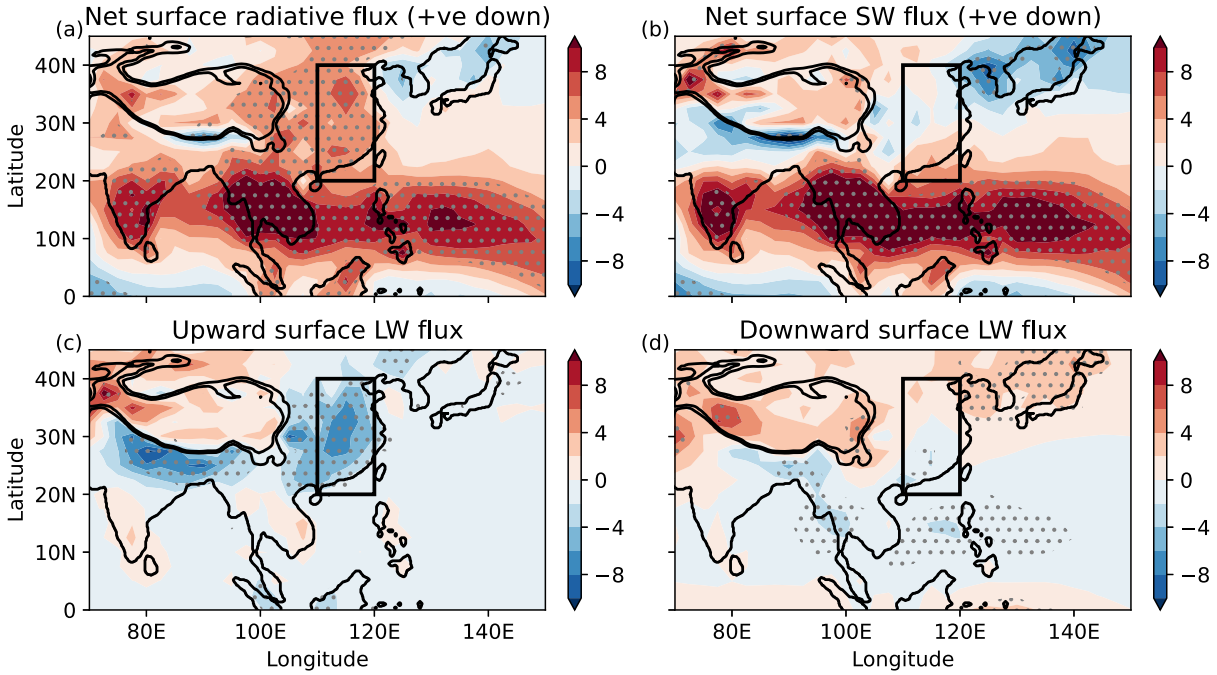 Net surface radiative flux (+ve down)
Net surface SW flux (+ve down)
(a)
(b)
40N
30N
20N
10N
0
Latitude
8
4
0
−4
−8
8
4
0
−4
−8
Upward surface LW flux
Downward surface LW flux
(c)
(d)
40N
30N
20N
10N
0
Latitude
80E 100E 120E 140E
Longitude
8
4
0
−4
−8
80E 100E 120E 140E
Longitude
8
4
0
−4
−8